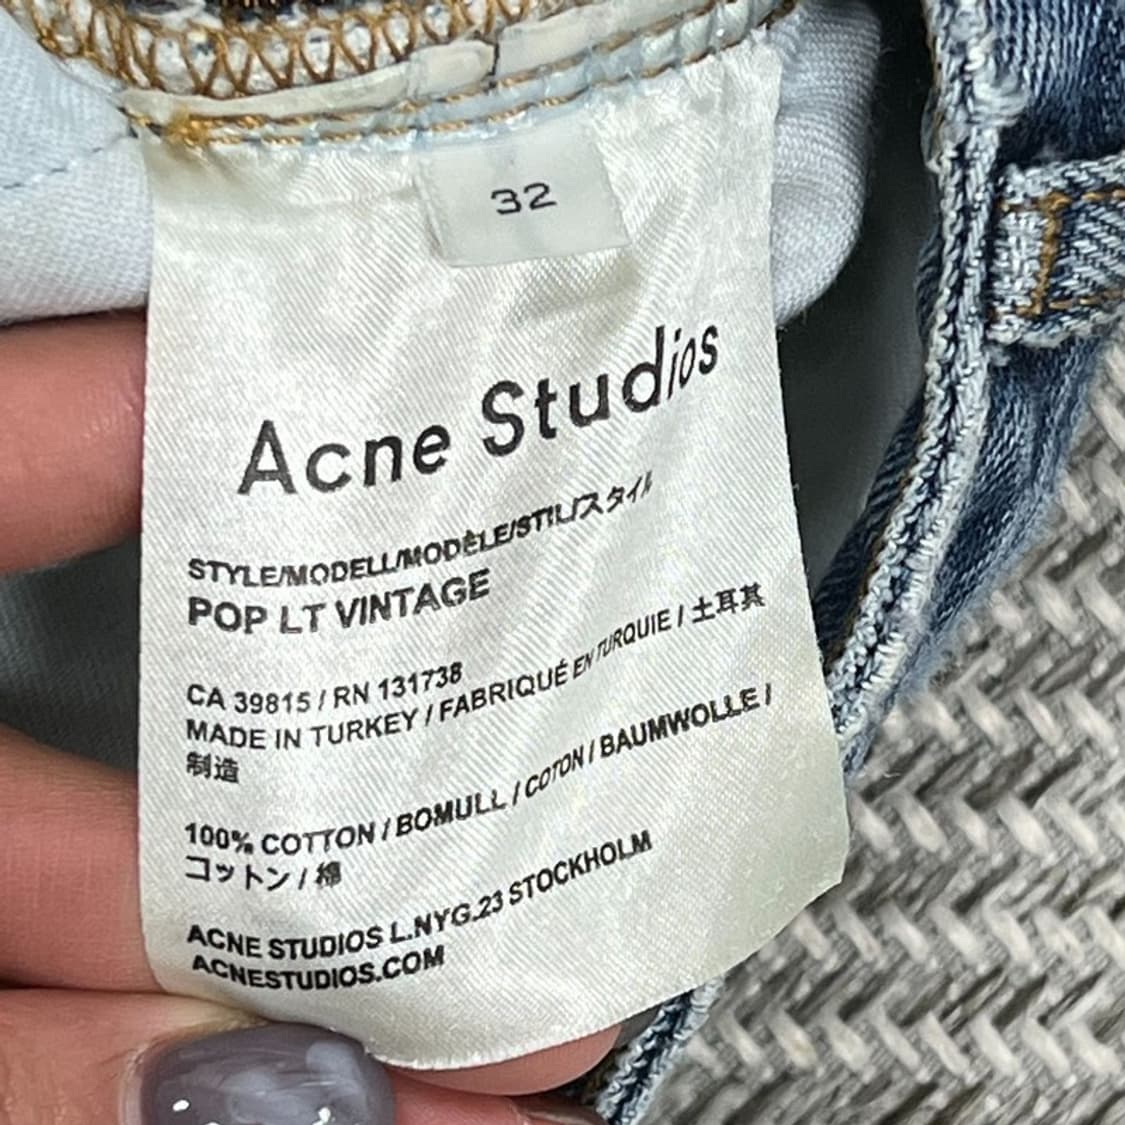 32
Acne Studios
STYLE/MODELL/MODÈLE/STIL/スタイル
POP LT VINTAGE
CA 39815 / RN 131738
MADE IN TURKEY / FABRIQUÉ EN TURQUIE / 土耳其
制造
100% COTTON / BOMULL / COTON / BAUMWOLLE /
コットン / 棉
ACNE STUDIOS L.NYG.23 STOCKHOLM
ACNESTUDIOS.COM